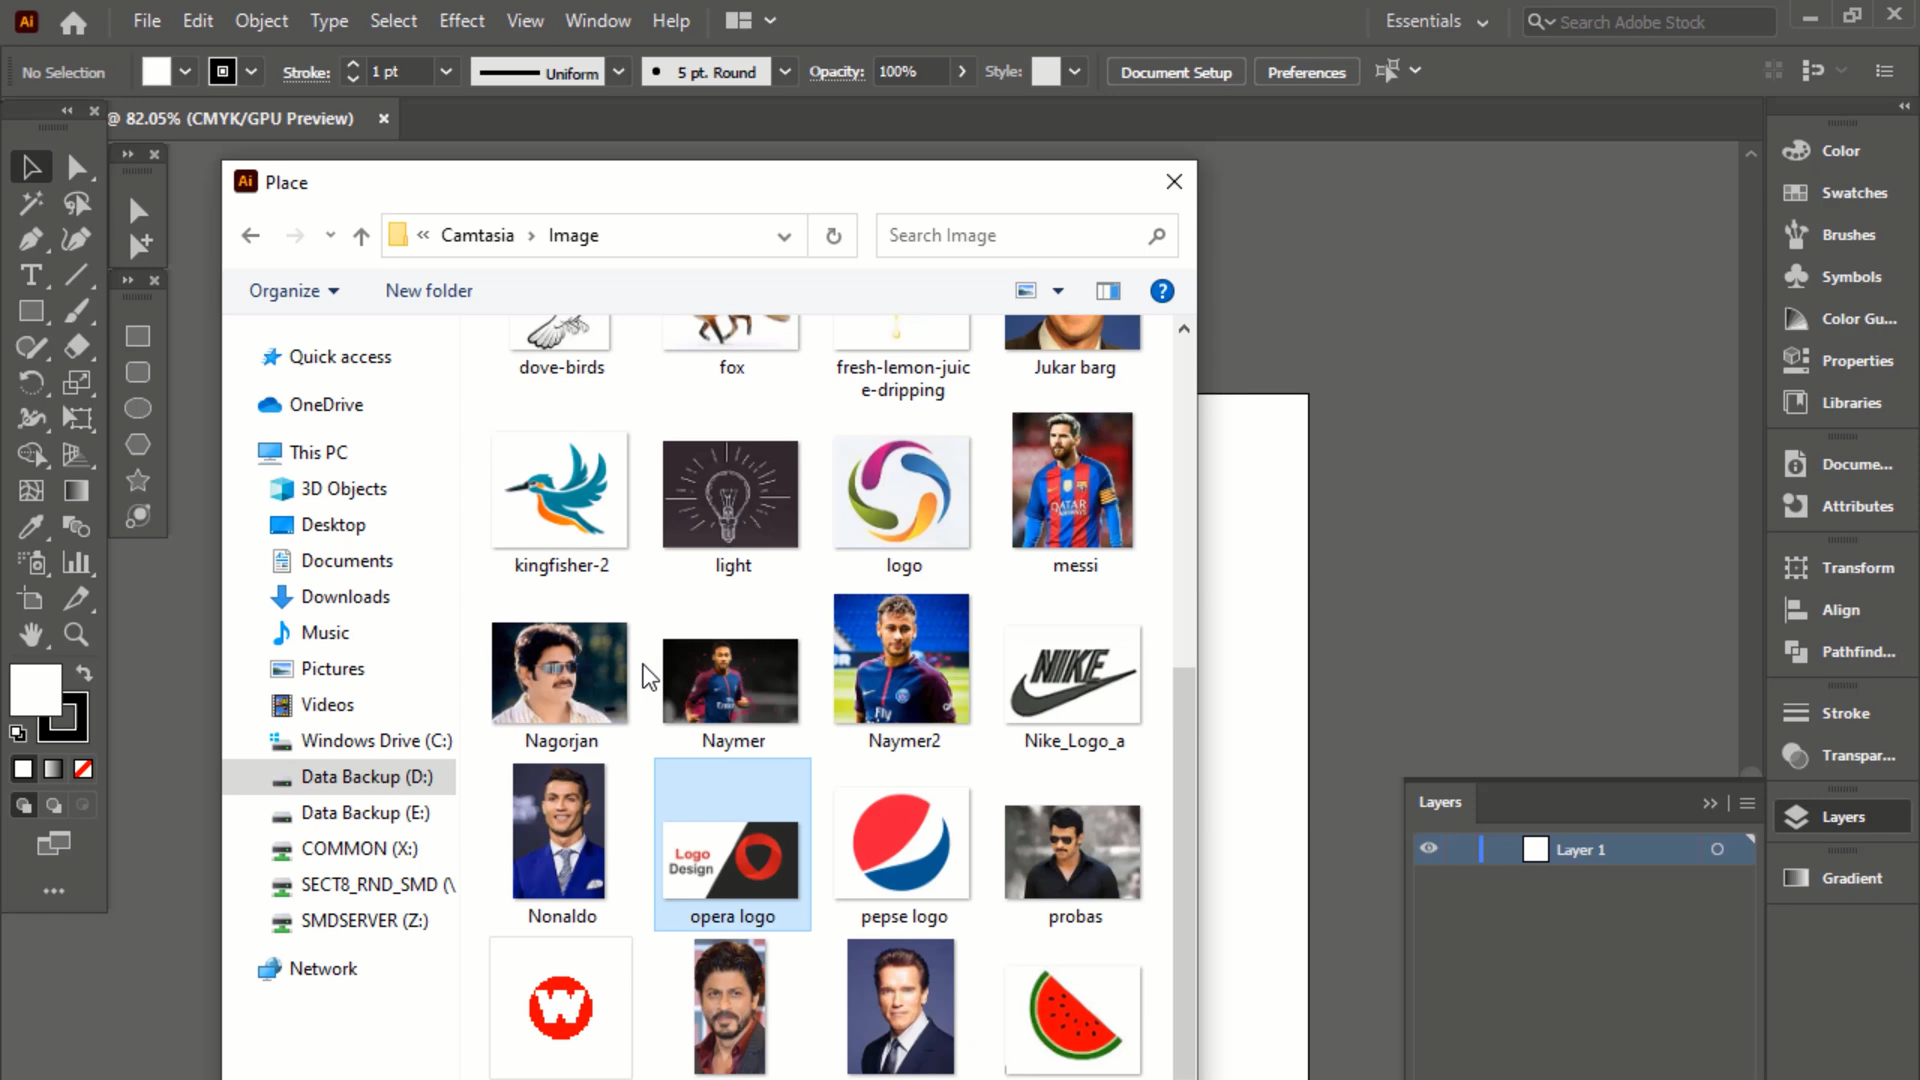 Ai File Edit Object Type Select Effect View Window Help Essentials Search Adobe Stock
No Selection Stroke: 1 pt Uniform 5 pt. Round Opacity: 100% Style: Document Setup Preferences
@ 82.05% (CMYK/GPU Preview)
Ai Place
« Camtasia › Image Search Image
Organize New folder
Quick access
OneDrive
This PC
3D Objects
Desktop
Documents
Downloads
Music
Pictures
Videos
Windows Drive (C:)
Data Backup (D:)
Data Backup (E:)
COMMON (X:)
SECT8_RND_SMD (\
SMDSERVER (Z:)
Network
dove-birds fox fresh-lemon-juic Jukar barg
e-dripping
QATAR
AIRWAYS
kingfisher-2 light logo messi
NIKE
Fly
Nagorjan Naymer Naymer2 Nike_Logo_a
Logo
Design
Nonaldo opera logo pepse logo probas
W
Color
Swatches
Brushes
Symbols
Color Gu...
Properties
Libraries
Docume...
Attributes
Transform
Align
Pathfind...
Stroke
Transpar...
Layers
Gradient
Layers
Layer 1